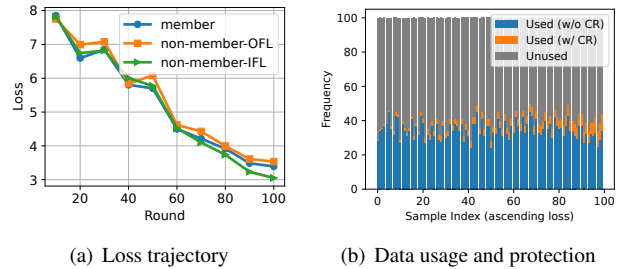 8
7
6
5
4
3
20
40
60
80
100
Loss
Round
member
non-member-OFL
non-member-IFL
(a) Loss trajectory
100
80
60
40
20
0
0
20
40
60
80
100
Frequency
Sample Index (ascending loss)
Used (w/o CR)
Used (w/ CR)
Unused
(b) Data usage and protection